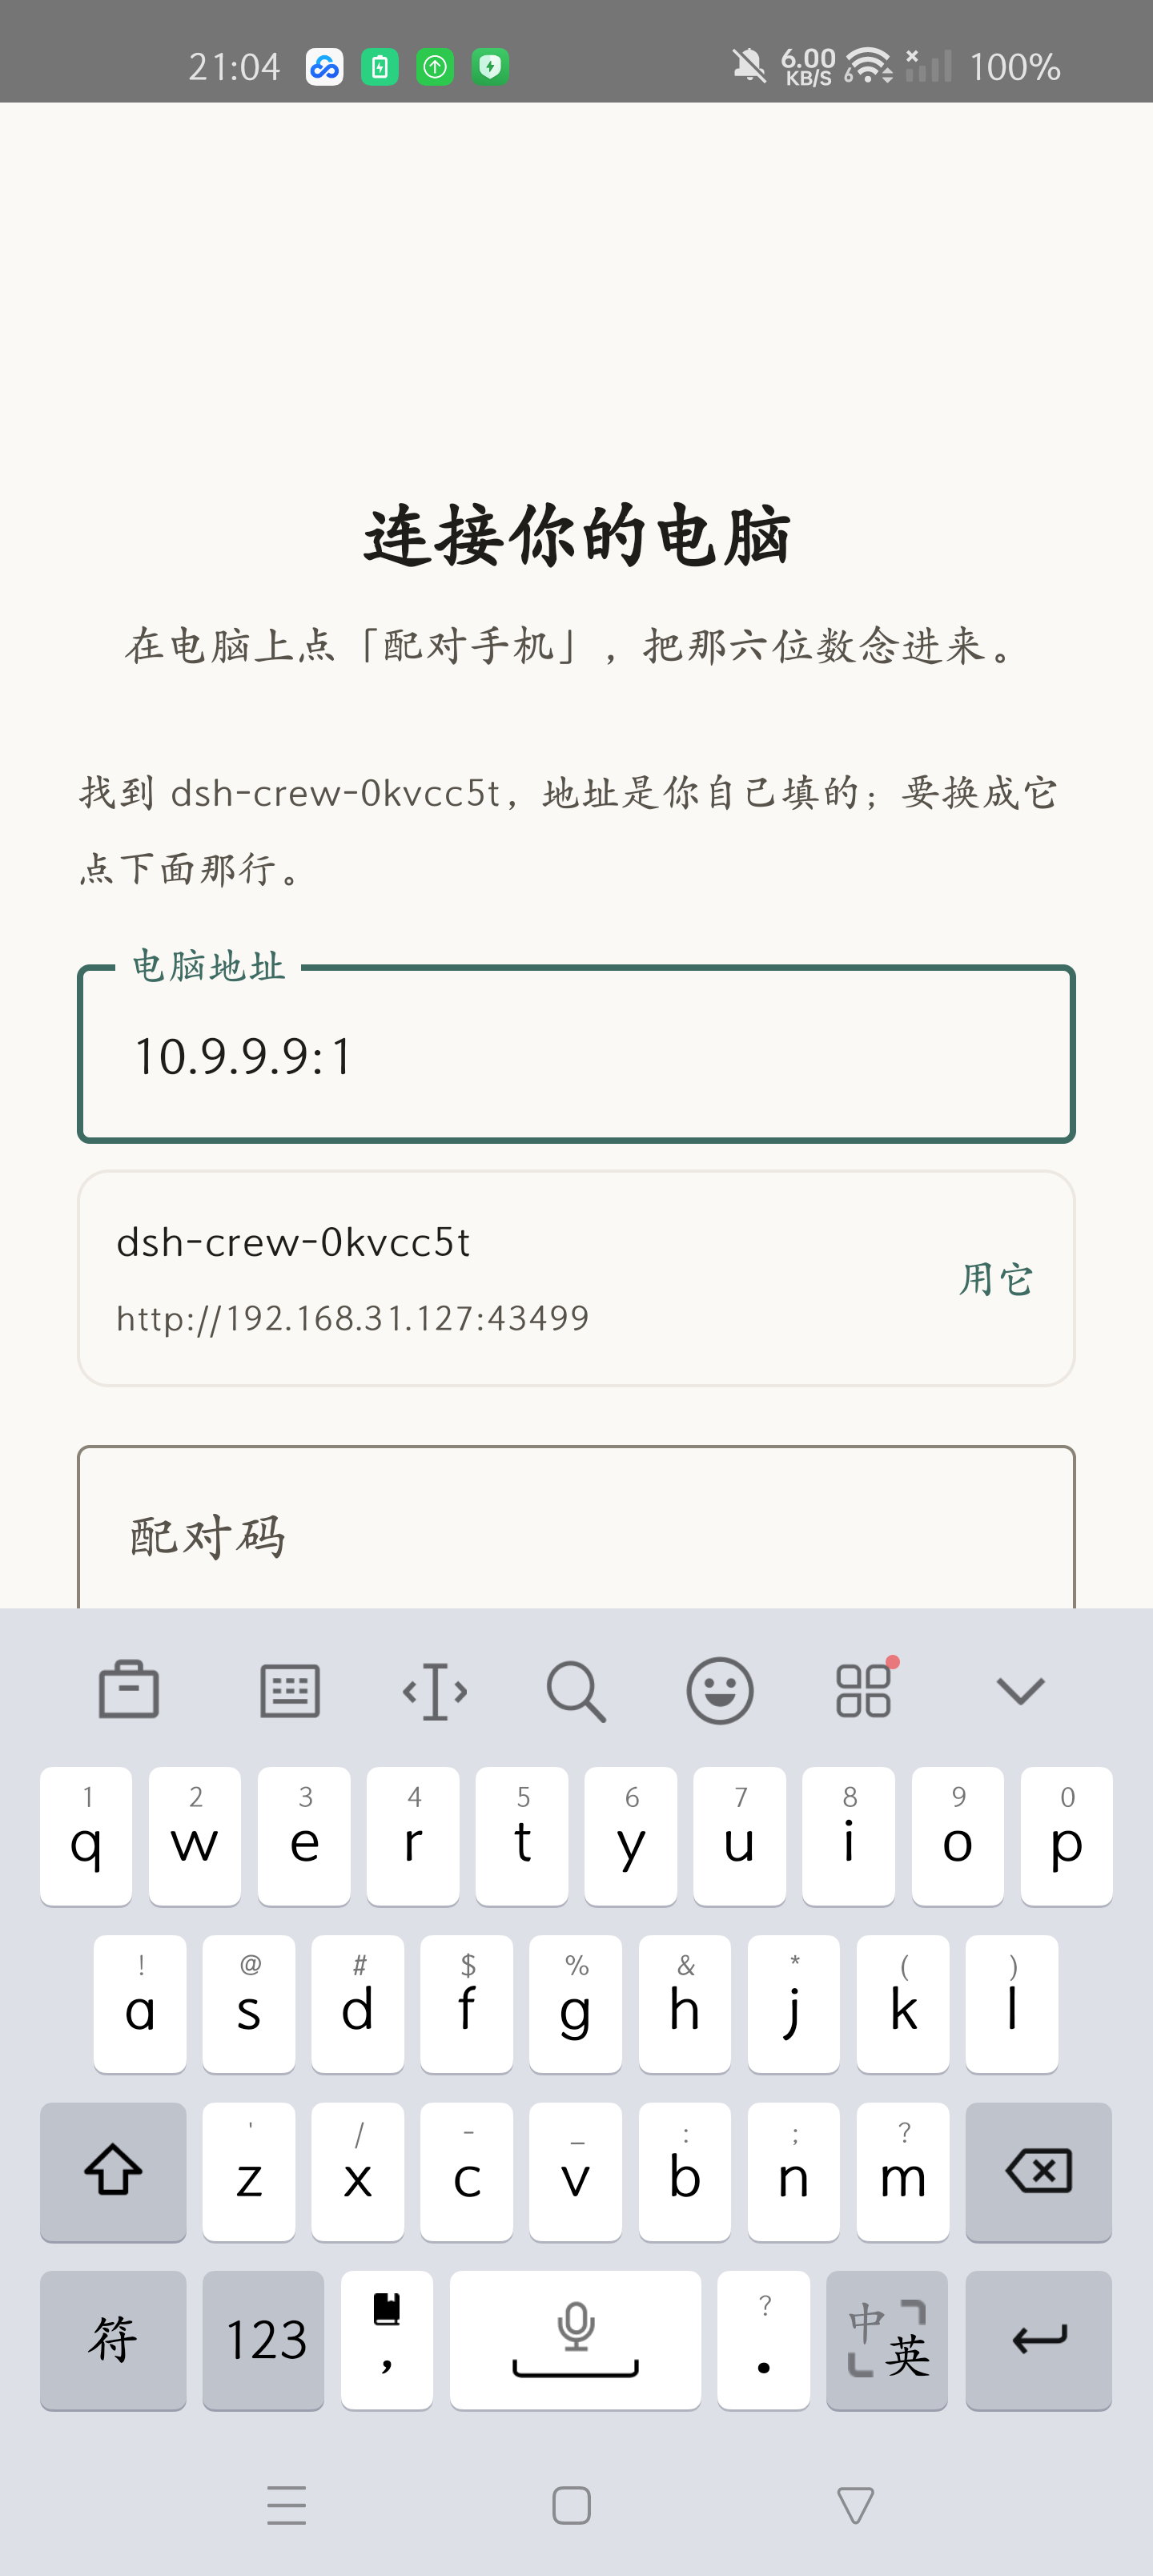 21:04
6.00 KB/S 6 100%
连接你的电脑
在电脑上点「配对手机」，把那六位数念进来。
找到 dsh-crew-0kvcc5t，地址是你自己填的；要换成它
点下面那行。
电脑地址
10.9.9.9:1
dsh-crew-0kvcc5t
用它
http://192.168.31.127:43499
配对码
1 2 3 4 5 6 7 8 9 0
q w e r t y u i o p
! @ # $ % & * ( )
a s d f g h j k l
' / - _ : ; ?
z x c v b n m
?
符 123 , . 中 英